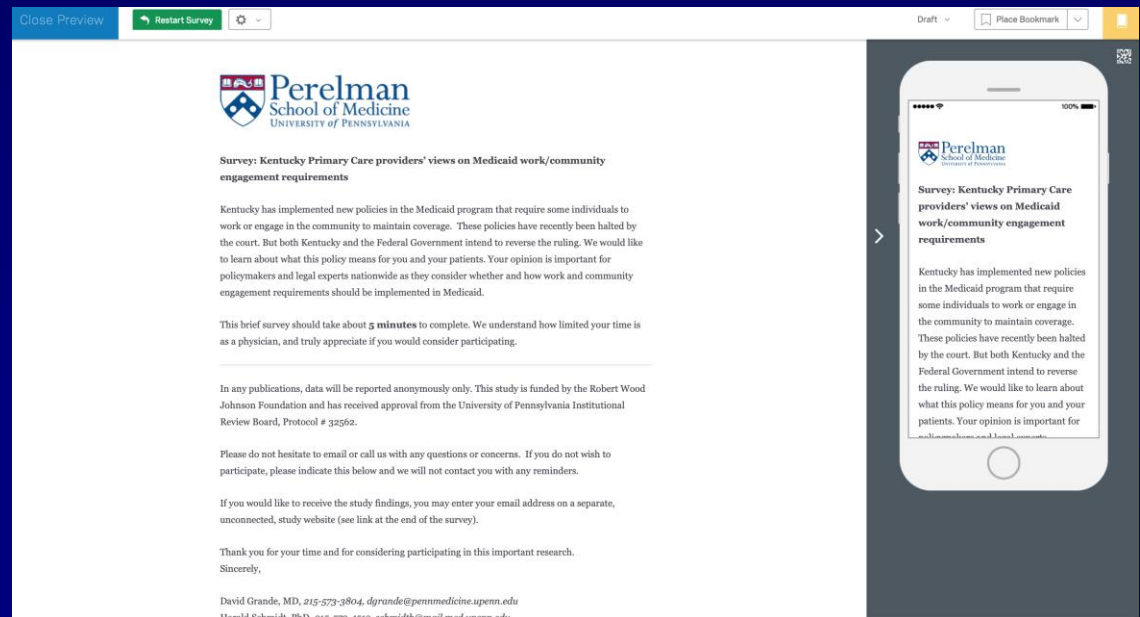 Close Preview
Restart Survey
Draft
Place Bookmark
Perelman
School of Medicine
UNIVERSITY of PENNSYLVANIA
Survey: Kentucky Primary Care providers' views on Medicaid work/community
engagement requirements
Kentucky has implemented new policies in the Medicaid program that require some individuals to
work or engage in the community to maintain coverage. These policies have recently been halted by
the court. But both Kentucky and the Federal Government intend to reverse the ruling. We would like
to learn about what this policy means for you and your patients. Your opinion is important for
policymakers and legal experts nationwide as they consider whether and how work and community
engagement requirements should be implemented in Medicaid.
This brief survey should take about 5 minutes to complete. We understand how limited your time is
as a physician, and truly appreciate if you would consider participating.
In any publications, data will be reported anonymously only. This study is funded by the Robert Wood
Johnson Foundation and has received approval from the University of Pennsylvania Institutional
Review Board, Protocol # 32562.
Please do not hesitate to email or call us with any questions or concerns. If you do not wish to
participate, please indicate this below and we will not contact you with any reminders.
If you would like to receive the study findings, you may enter your email address on a separate,
unconnected, study website (see link at the end of the survey).
Thank you for your time and for considering participating in this important research.
Sincerely,
David Grande, MD, 215-573-3804, dgrande@pennmedicine.upenn.edu
Harald Schmidt, PhD,
100%
Perelman
School of Medicine
UNIVERSITY of PENNSYLVANIA
Survey: Kentucky Primary Care
providers' views on Medicaid
work/community engagement
requirements
Kentucky has implemented new policies
in the Medicaid program that require
some individuals to work or engage in
the community to maintain coverage.
These policies have recently been halted
by the court. But both Kentucky and the
Federal Government intend to reverse
the ruling. We would like to learn about
what this policy means for you and your
patients. Your opinion is important for
policymakers and legal experts